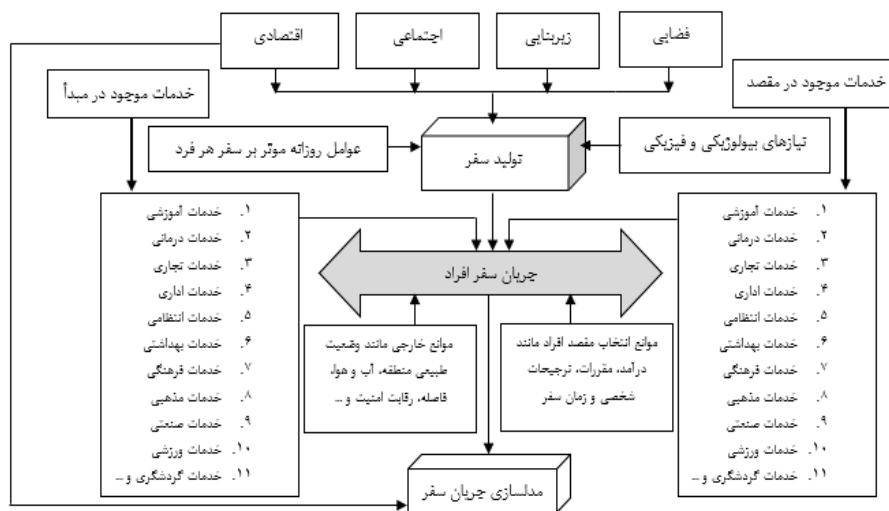 فضایی
زیربنایی
اجتماعی
اقتصادی
خدمات موجود در مقصد
خدمات موجود در مبدأ
نیازهای بیولوژیکی و فیزیکی
تولید سفر
عوامل روزانه موثر بر سفر هر فرد
۱. خدمات آموزشی
۲. خدمات درمانی
۳. خدمات تجاری
۴. خدمات اداری
۵. خدمات انتظامی
۶. خدمات بهداشتی
۷. خدمات فرهنگی
۸. خدمات مذهبی
۹. خدمات صنعتی
۱۰. خدمات ورزشی
۱۱. خدمات گردشگری و ...
جریان سفر افراد
موانع انتخاب مقصد افراد مانند
درآمد، مقررات، ترجیحات
شخصی و زمان سفر
موانع خارجی مانند وضعیت
طبیعی منطقه، آب و هوا،
فاصله، رقابت امنیت و ...
۱. خدمات آموزشی
۲. خدمات درمانی
۳. خدمات تجاری
۴. خدمات اداری
۵. خدمات انتظامی
۶. خدمات بهداشتی
۷. خدمات فرهنگی
۸. خدمات مذهبی
۹. خدمات صنعتی
۱۰. خدمات ورزشی
۱۱. خدمات گردشگری و ...
مدلسازی جریان سفر